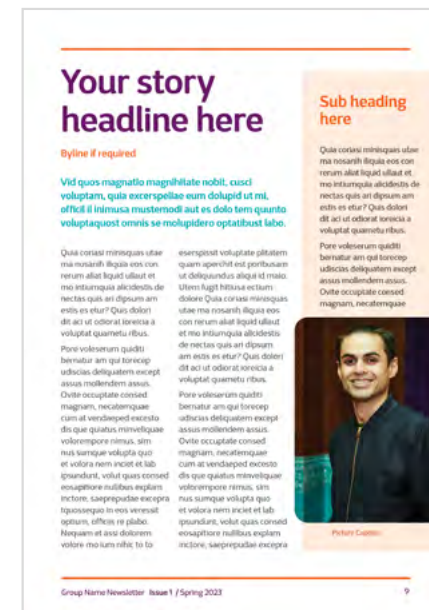 Your story
headline here
Byline if required
Vid quos magnatio magnihitate nobit, cusci
voluptam, quia excerspellae eum dolupid ut mi,
officil il inimusa musternodi aut es dolo tem quunto
voluptaquost omnis se molupidero optatibust labo.
Quia coriasi minisquas utae
ma nosanih iliquia eos con
rerum aliat liquid ullaut et
mo intiumquia alicidestis de
nectas quis ari dipsum am
estis es etur? Quis dolori
dit aci ut odiorat ioreicia a
voluptat quametu ribus.
Pore voleserum quiditi
bernatur am qui torecep
udiscias deliquatem except
assus mollendem assus.
Ovite occuptate consed
magnam, necatemquae
cum at vendaeped excesto
dis que quiatus minveliquae
volorempore nimus, sim
nus sumque volupta quo
et volora nem inciet et lab
ipsundunt, volut quas consed
eosapitiore nullibus explam
inctore, saeprepudae excepra
tquossequo in eos veressit
optium, officiis re plabo.
Nequam et assi dolorem
volore mo ium nihic to to
eserspissit voluptate plitatem
quam aperchit est poribusam
ut deliquiundus aliqui id maio.
Utem fugit hitiusa estium
dolore Quia coriasi minisquas
utae ma nosanih iliquia eos
con rerum aliat liquid ullaut
et mo intiumquia alicidestis
de nectas quis ari dipsum
am estis es etur? Quis dolori
dit aci ut odiorat ioreicia a
voluptat quametu ribus.
Pore voleserum quiditi
bernatur am qui torecep
udiscias deliquatem except
assus mollendem assus.
Ovite occuptate consed
magnam, necatemquae
cum at vendaeped excesto
dis que quiatus minveliquae
volorempore nimus, sim
nus sumque volupta quo
et volora nem inciet et lab
ipsundunt, volut quas consed
eosapitiore nullibus explam
inctore, saeprepudae excepra
Sub heading
here
Quia coriasi minisquas utae
ma nosanih iliquia eos con
rerum aliat liquid ullaut et
mo intiumquia alicidestis de
nectas quis ari dipsum am
estis es etur? Quis dolori
dit aci ut odiorat ioreicia a
voluptat quametu ribus.
Pore voleserum quiditi
bernatur am qui torecep
udiscias deliquatem except
assus mollendem assus.
Ovite occuptate consed
magnam, necatemquae
Picture Caption
Group Name Newsletter Issue 1 / Spring 2023
9